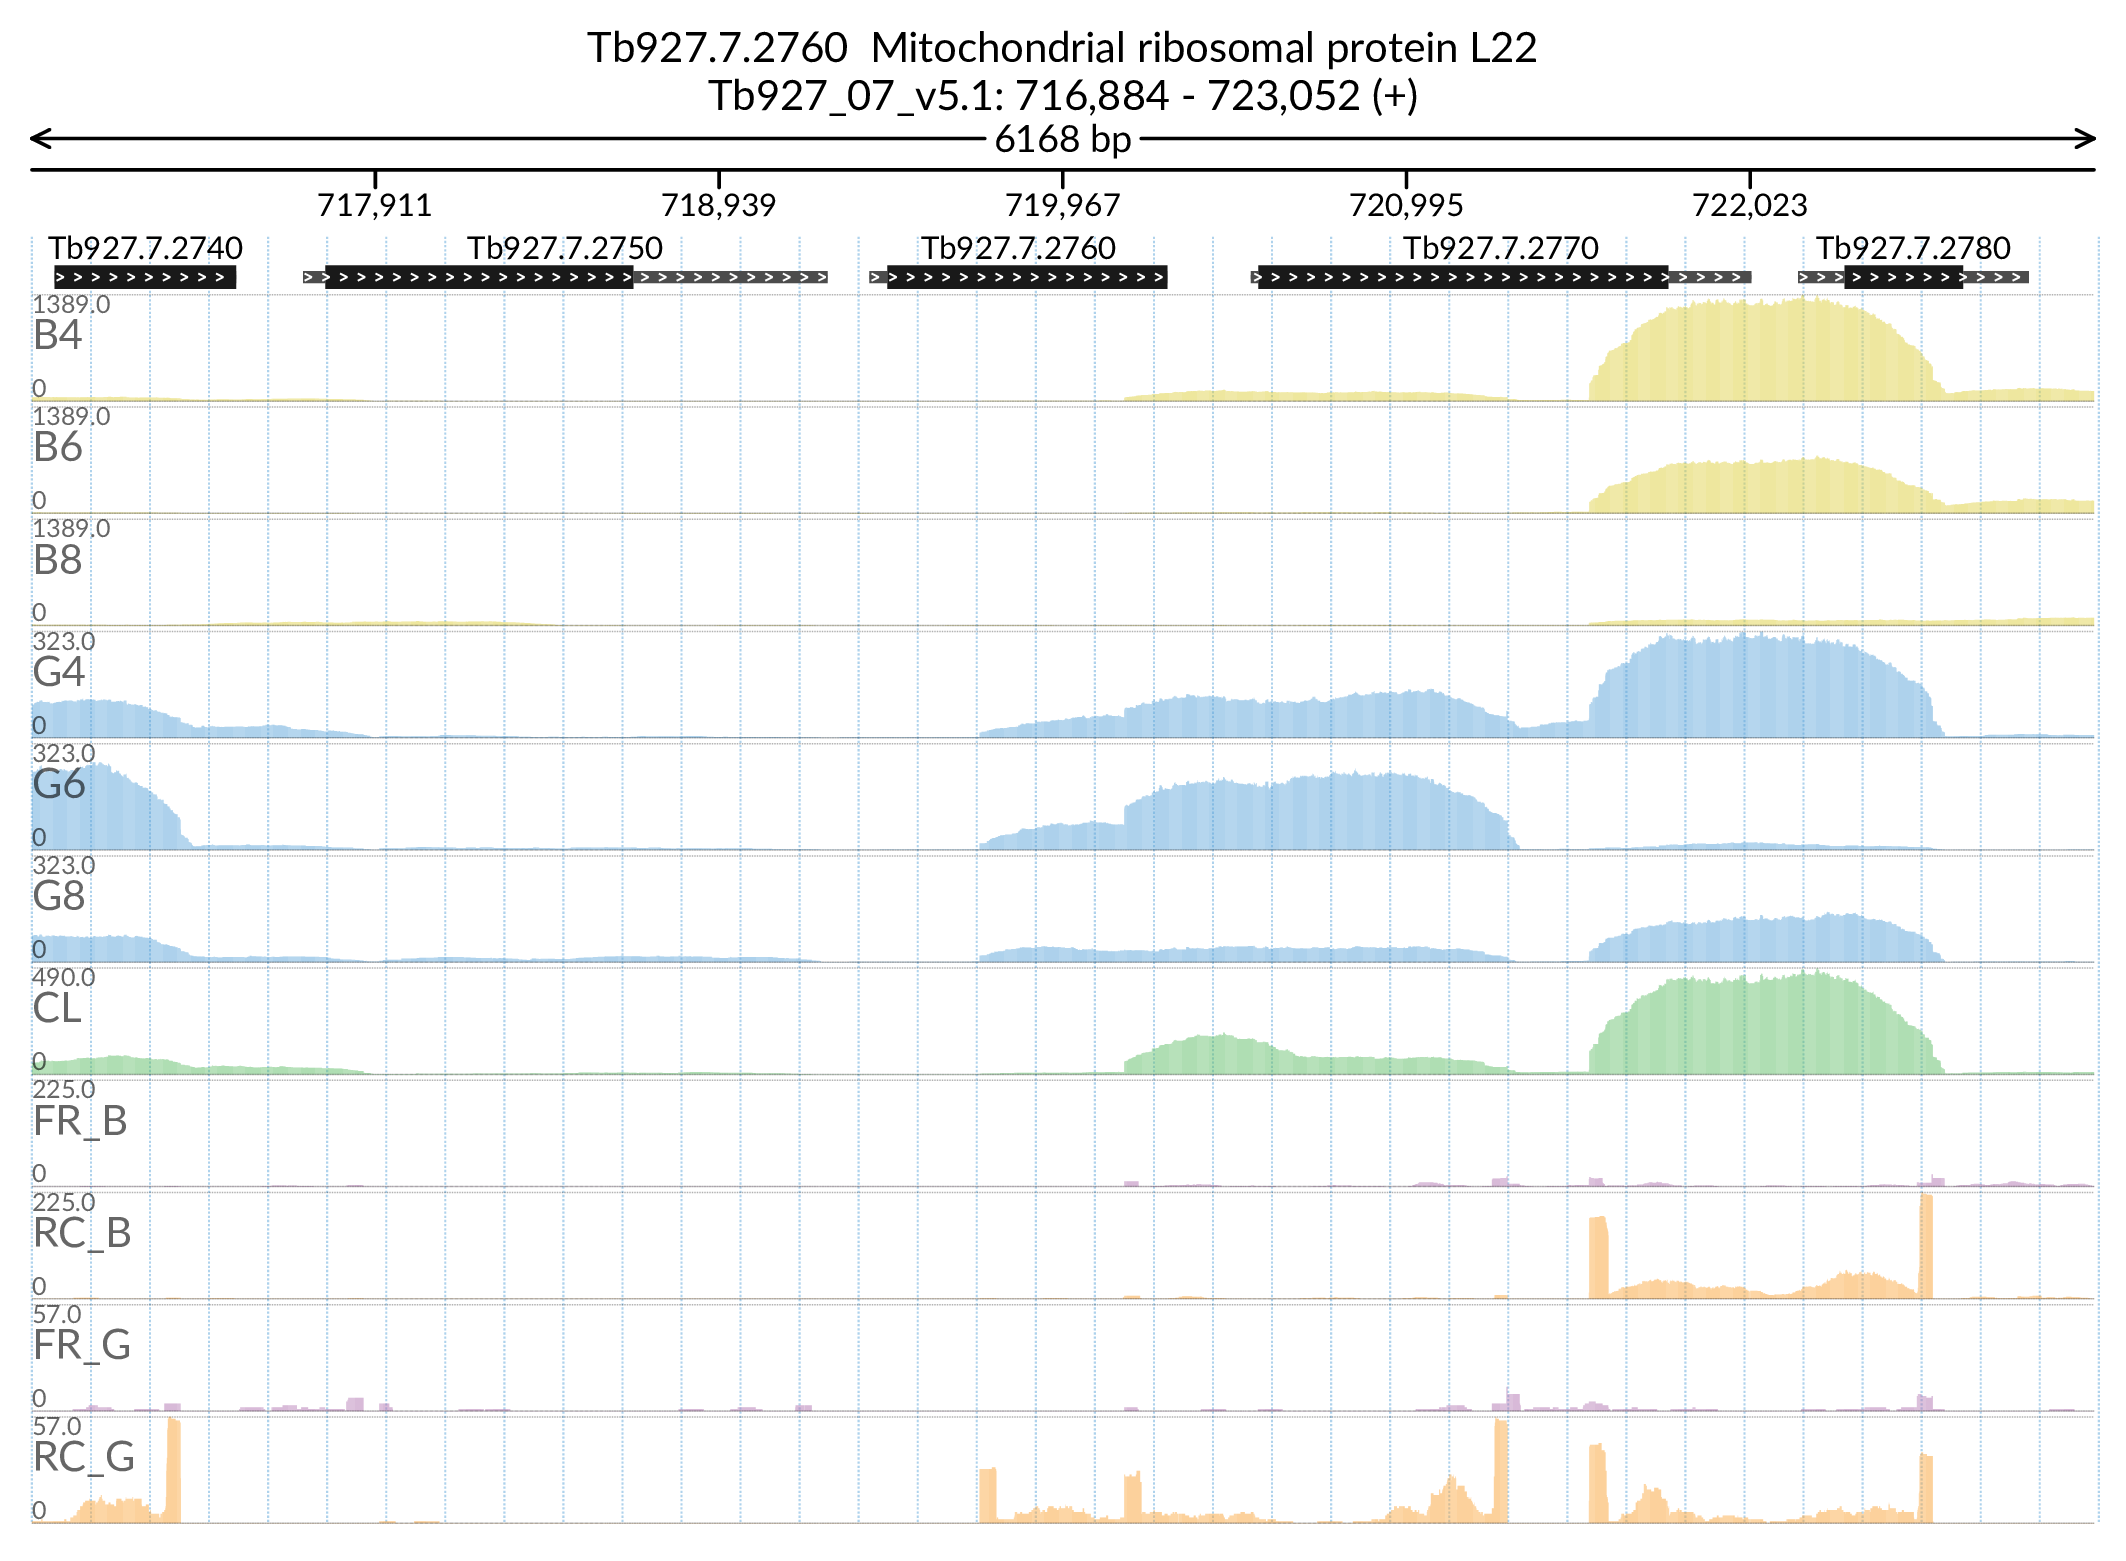 Tb927.7.2760 Mitochondrial ribosomal protein L22
Tb927_07_v5.1: 716,884 - 723,052 (+)
6168 bp
717,911 718,939 719,967 720,995 722,023
Tb927.7.2740 Tb927.7.2750 Tb927.7.2760 Tb927.7.2770 Tb927.7.2780
1389.0
B4
0
1389.0
B6
0
1389.0
B8
0
323.0
G4
0
323.0
G6
0
323.0
G8
0
490.0
CL
0
225.0
FR_B
0
225.0
RC_B
0
57.0
FR_G
0
57.0
RC_G
0